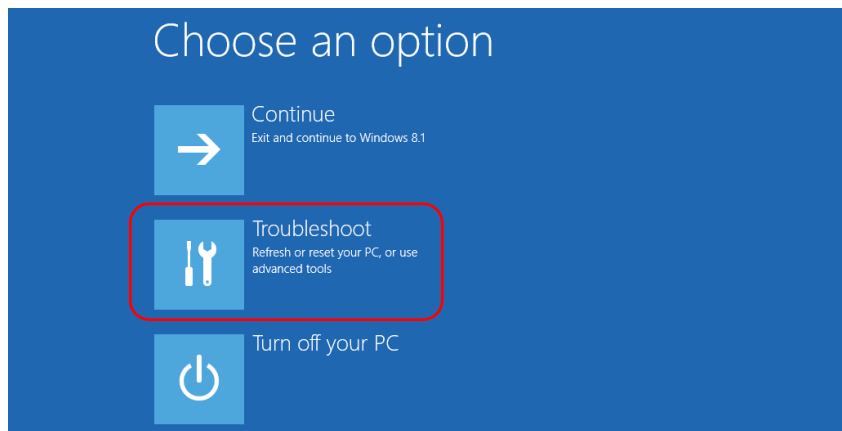 Choose an option
Continue
Exit and continue to Windows 8.1
Troubleshoot
Refresh or reset your PC, or use
advanced tools
Turn off your PC